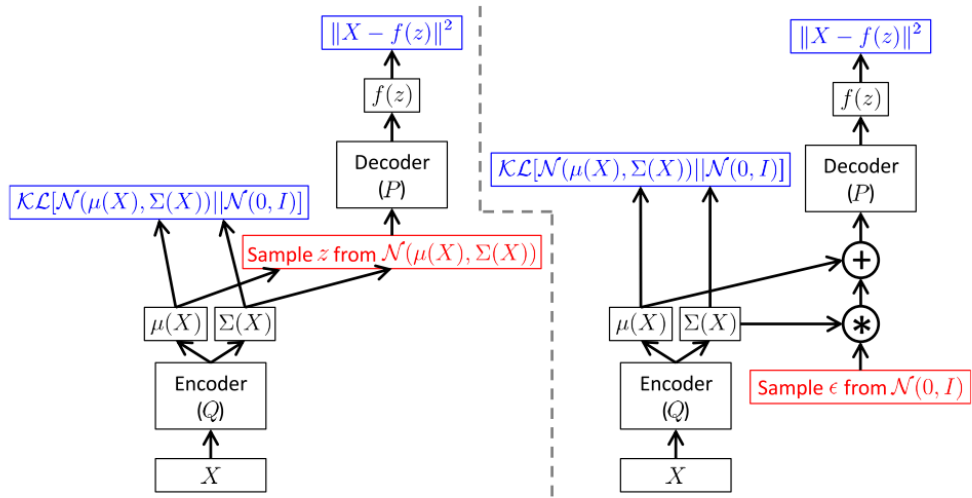 ‖X − f(z)‖²
f(z)
Decoder
(P)
𝒦ℒ[𝒩(μ(X), Σ(X))||𝒩(0, I)]
Sample z from 𝒩(μ(X), Σ(X))
μ(X)
Σ(X)
Encoder
(Q)
X
‖X − f(z)‖²
f(z)
Decoder
(P)
𝒦ℒ[𝒩(μ(X), Σ(X))||𝒩(0, I)]
+
μ(X)
Σ(X)
*
Encoder
(Q)
Sample ϵ from 𝒩(0, I)
X